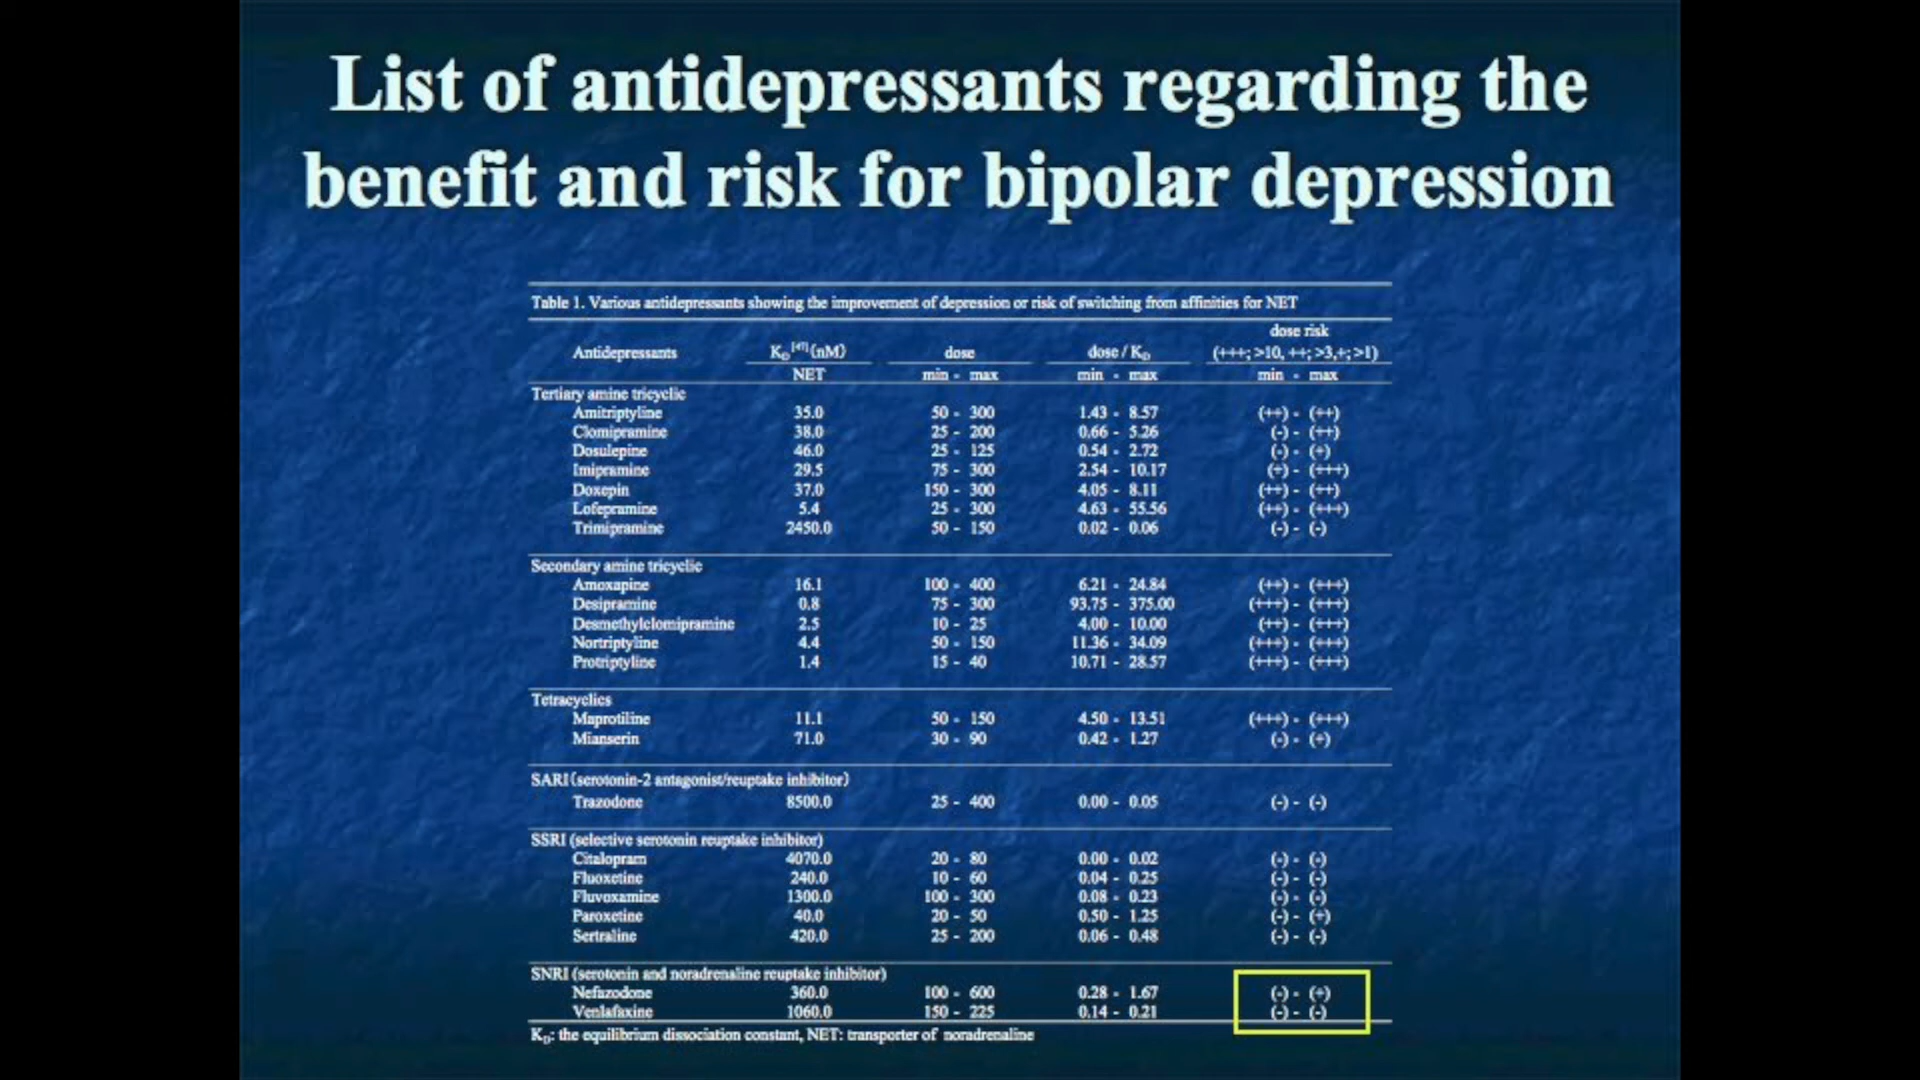 List of antidepressants regarding the
benefit and risk for bipolar depression
Table 1. Various antidepressants showing the improvement of depression or risk of switching from affinities for NET
dose risk
Antidepressants K_D [47] (nM) dose dose / K_D (+++; >10, ++; >3,+; >1)
NET min - max min - max min - max
Tertiary amine tricyclic
Amitriptyline 35.0 50 - 300 1.43 - 8.57 (++) - (++)
Clomipramine 38.0 25 - 200 0.66 - 5.26 (-) - (++)
Dosulepine 46.0 25 - 125 0.54 - 2.72 (-) - (+)
Imipramine 29.5 75 - 300 2.54 - 10.17 (+) - (+++)
Doxepin 37.0 150 - 300 4.05 - 8.11 (++) - (++)
Lofepramine 5.4 25 - 300 4.63 - 55.56 (++) - (+++)
Trimipramine 2450.0 50 - 150 0.02 - 0.06 (-) - (-)
Secondary amine tricyclic
Amoxapine 16.1 100 - 400 6.21 - 24.84 (++) - (+++)
Desipramine 0.8 75 - 300 93.75 - 375.00 (+++) - (+++)
Desmethylclomipramine 2.5 10 - 25 4.00 - 10.00 (++) - (+++)
Nortriptyline 4.4 50 - 150 11.36 - 34.09 (+++) - (+++)
Protriptyline 1.4 15 - 40 10.71 - 28.57 (+++) - (+++)
Tetracyclics
Maprotiline 11.1 50 - 150 4.50 - 13.51 (+++) - (+++)
Mianserin 71.0 30 - 90 0.42 - 1.27 (-) - (+)
SARI (serotonin-2 antagonist/reuptake inhibitor)
Trazodone 8500.0 25 - 400 0.00 - 0.05 (-) - (-)
SSRI (selective serotonin reuptake inhibitor)
Citalopram 4070.0 20 - 80 0.00 - 0.02 (-) - (-)
Fluoxetine 240.0 10 - 60 0.04 - 0.25 (-) - (-)
Fluvoxamine 1300.0 100 - 300 0.08 - 0.23 (-) - (-)
Paroxetine 40.0 20 - 50 0.50 - 1.25 (-) - (+)
Sertraline 420.0 25 - 200 0.06 - 0.48 (-) - (-)
SNRI (serotonin and noradrenaline reuptake inhibitor)
Nefazodone 360.0 100 - 600 0.28 - 1.67 (-) - (+)
Venlafaxine 1060.0 150 - 225 0.14 - 0.21 (-) - (-)
K_D: the equilibrium dissociation constant, NET: transporter of noradrenaline